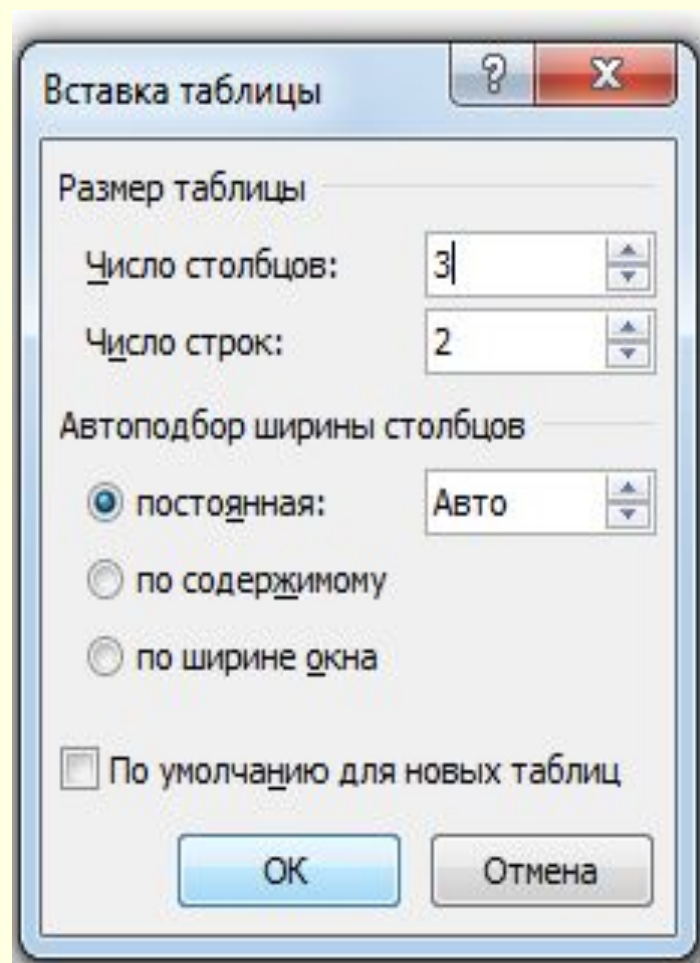 Вставка таблицы
Размер таблицы
Число столбцов: 3
Число строк: 2
Автоподбор ширины столбцов
постоянная: Авто
по содержимому
по ширине окна
По умолчанию для новых таблиц
ОК Отмена